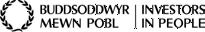 BUDDSODDWYR | INVESTORS
MEWN POBL | IN PEOPLE